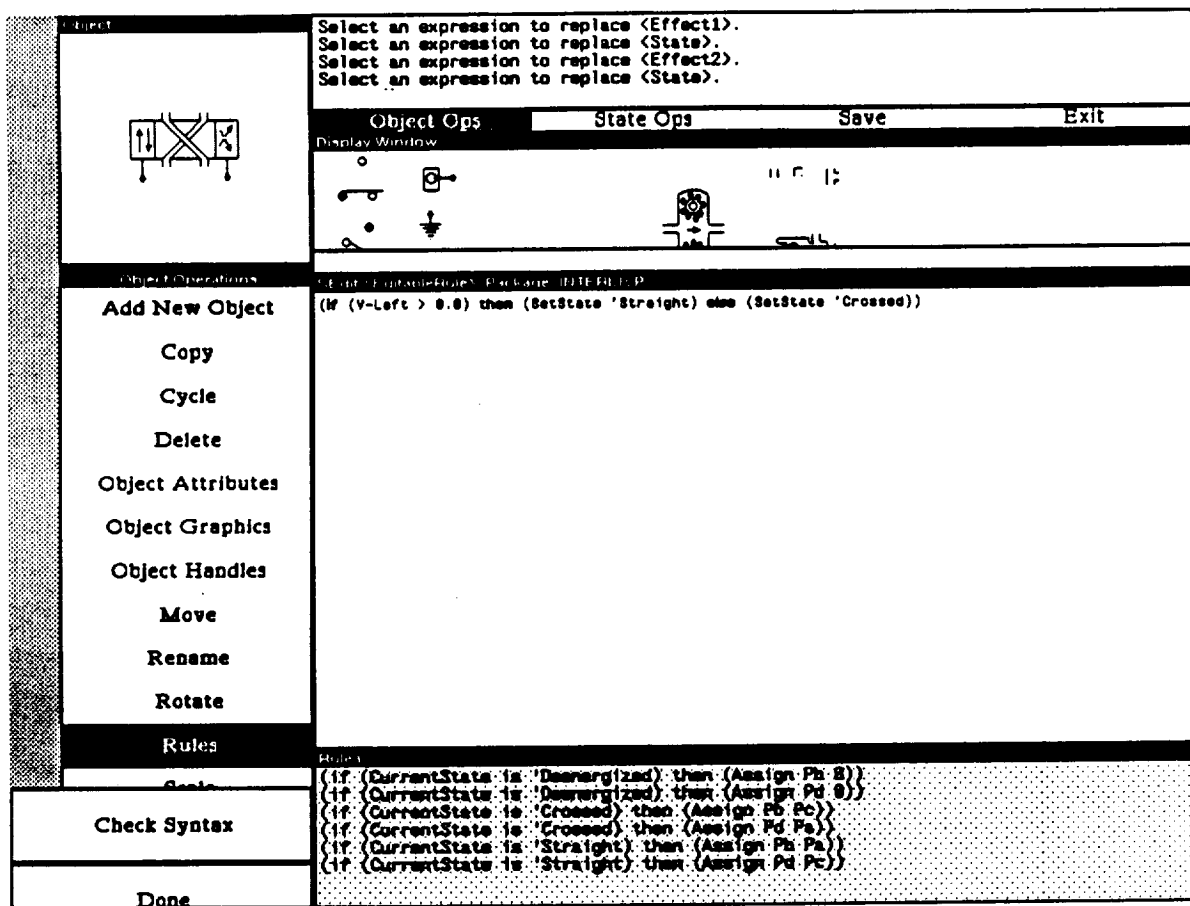 Object
Select an expression to replace <Effect1>.
Select an expression to replace <State>.
Select an expression to replace <Effect2>.
Select an expression to replace <State>.
Object Ops State Ops Save Exit
Display Window
Object Operations
SEdit <EditableRule> Package: INTERLISP
Add New Object
Copy
Cycle
Delete
Object Attributes
Object Graphics
Object Handles
Move
Rename
Rotate
Rules
Scale
Check Syntax
Done
(if (V-Left > 0.0) then (SetState 'Straight) else (SetState 'Crossed))
Rules
(if (CurrentState is 'Deenergized) then (Assign Pb 0))
(if (CurrentState is 'Deenergized) then (Assign Pd 0))
(if (CurrentState is 'Crossed) then (Assign Pb Pc))
(if (CurrentState is 'Crossed) then (Assign Pd Pa))
(if (CurrentState is 'Straight) then (Assign Pb Pa))
(if (CurrentState is 'Straight) then (Assign Pd Pc))